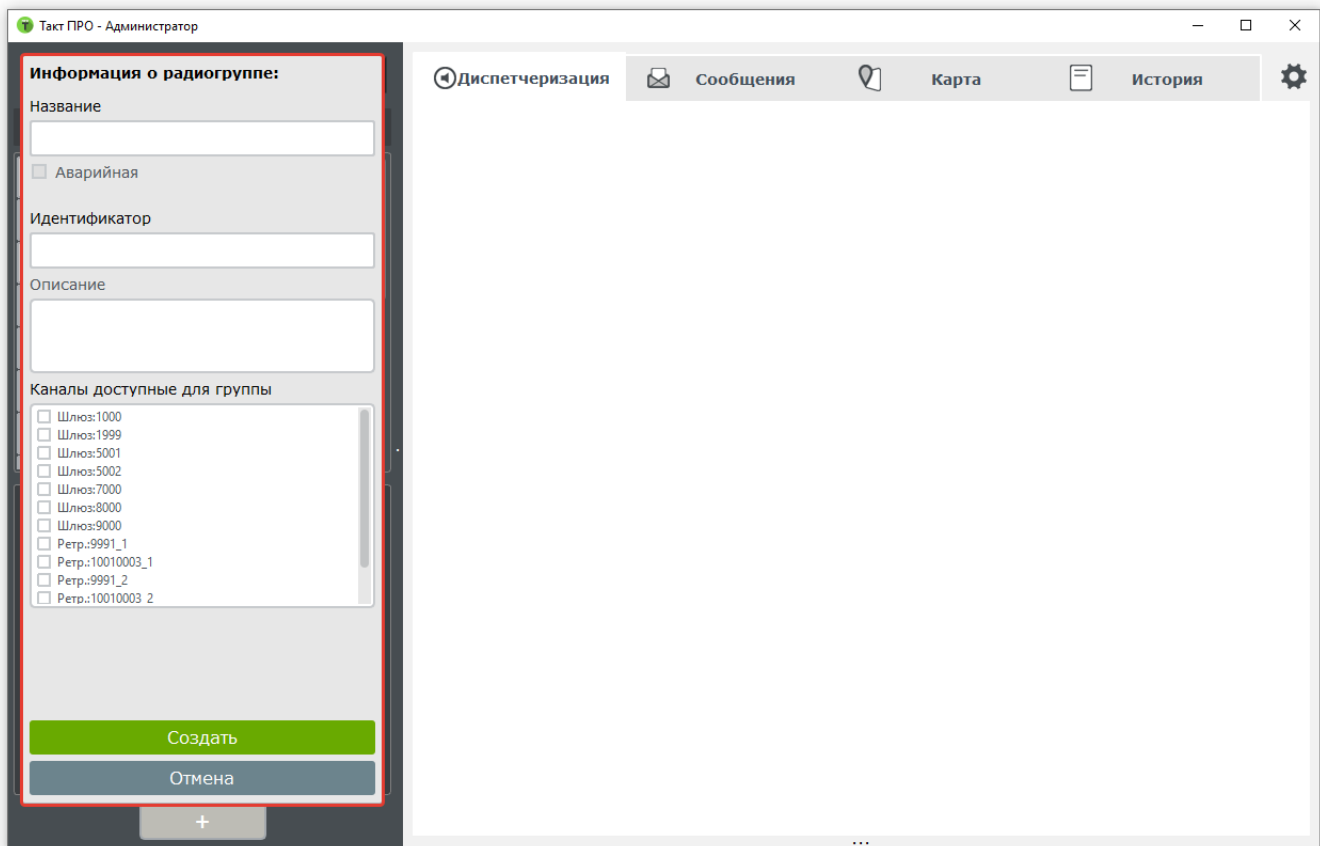 Такт ПРО - Администратор
Информация о радиогруппе:
Название
Аварийная
Идентификатор
Описание
Каналы доступные для группы
Шлюз:1000
Шлюз:1999
Шлюз:5001
Шлюз:5002
Шлюз:7000
Шлюз:8000
Шлюз:9000
Ретр.:9991_1
Ретр.:10010003_1
Ретр.:9991_2
Ретр.:10010003_2
Создать
Отмена
+
Диспетчеризация
Сообщения
Карта
История
...